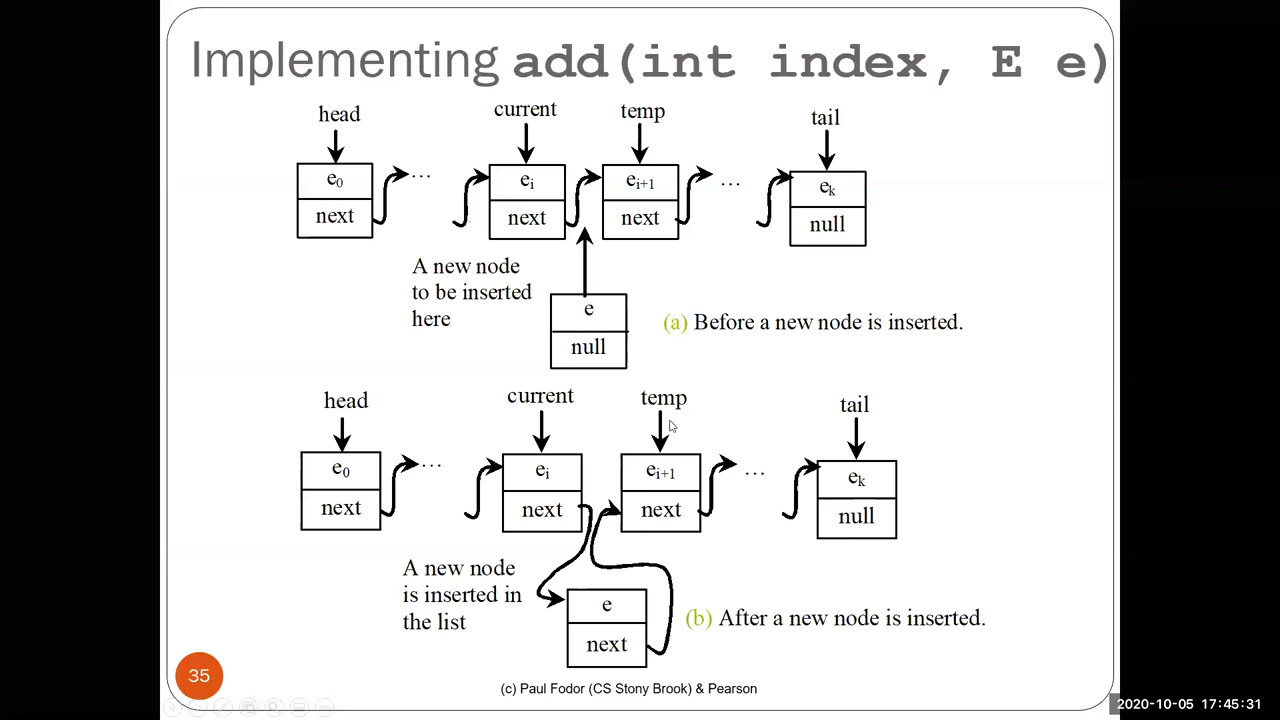 Implementing add(int index, E e)
head
current
temp
tail
e0
ei
ei+1
ek
...
...
next
next
next
null
A new node
to be inserted
here
e
null
(a) Before a new node is inserted.
head
current
temp
tail
e0
ei
ei+1
ek
...
...
next
next
next
null
A new node
is inserted in
the list
e
next
(b) After a new node is inserted.
35
(c) Paul Fodor (CS Stony Brook) & Pearson
2020-10-05 17:45:31